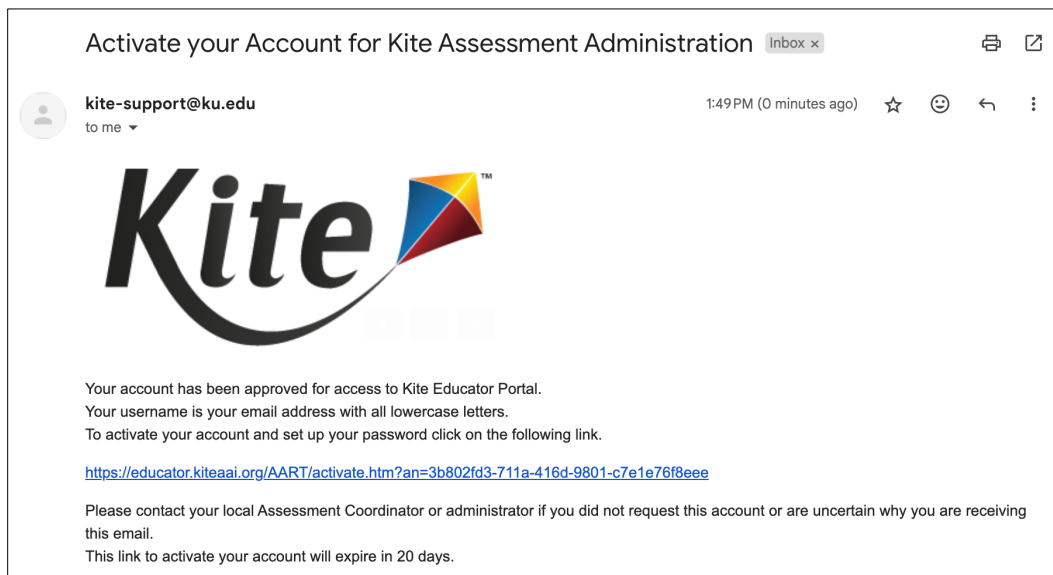 Activate your Account for Kite Assessment Administration Inbox ×
kite-support@ku.edu 1:49 PM (0 minutes ago)
to me
Kite™
Your account has been approved for access to Kite Educator Portal.
Your username is your email address with all lowercase letters.
To activate your account and set up your password click on the following link.
https://educator.kiteaai.org/AART/activate.htm?an=3b802fd3-711a-416d-9801-c7e1e76f8eee
Please contact your local Assessment Coordinator or administrator if you did not request this account or are uncertain why you are receiving
this email.
This link to activate your account will expire in 20 days.